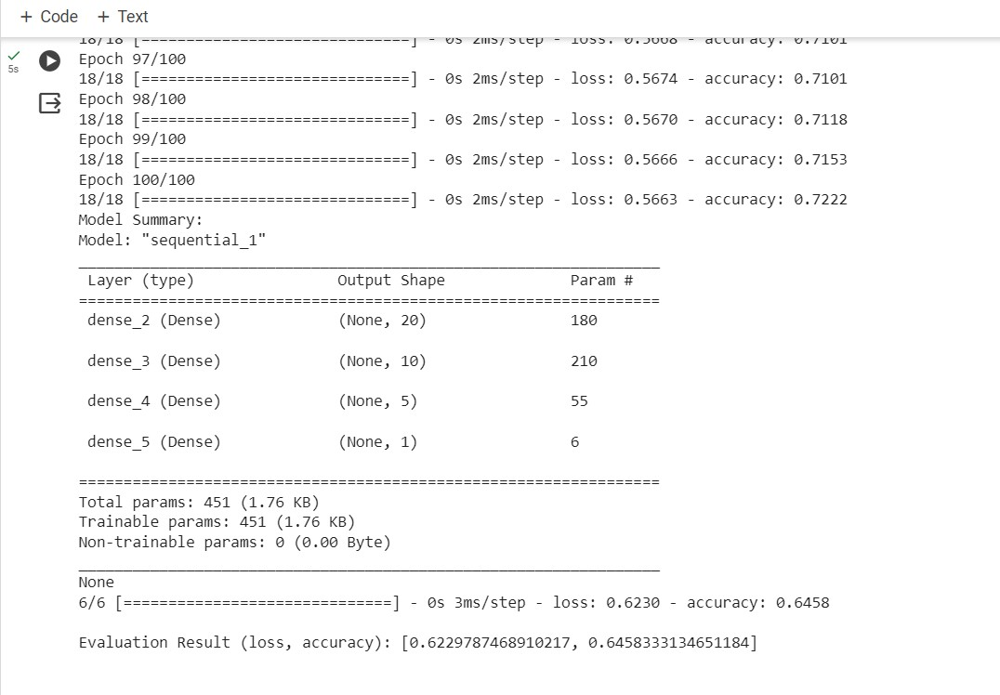 + Code + Text
18/18 [==============================] - 0s 2ms/step - loss: 0.5668 - accuracy: 0.7101
5s
Epoch 97/100
18/18 [==============================] - 0s 2ms/step - loss: 0.5674 - accuracy: 0.7101
Epoch 98/100
18/18 [==============================] - 0s 2ms/step - loss: 0.5670 - accuracy: 0.7118
Epoch 99/100
18/18 [==============================] - 0s 2ms/step - loss: 0.5666 - accuracy: 0.7153
Epoch 100/100
18/18 [==============================] - 0s 2ms/step - loss: 0.5663 - accuracy: 0.7222
Model Summary:
Model: "sequential_1"
_________________________________________________________________
Layer (type) Output Shape Param #
=================================================================
dense_2 (Dense) (None, 20) 180
dense_3 (Dense) (None, 10) 210
dense_4 (Dense) (None, 5) 55
dense_5 (Dense) (None, 1) 6
=================================================================
Total params: 451 (1.76 KB)
Trainable params: 451 (1.76 KB)
Non-trainable params: 0 (0.00 Byte)
_________________________________________________________________
None
6/6 [==============================] - 0s 3ms/step - loss: 0.6230 - accuracy: 0.6458
Evaluation Result (loss, accuracy): [0.6229787468910217, 0.6458333134651184]